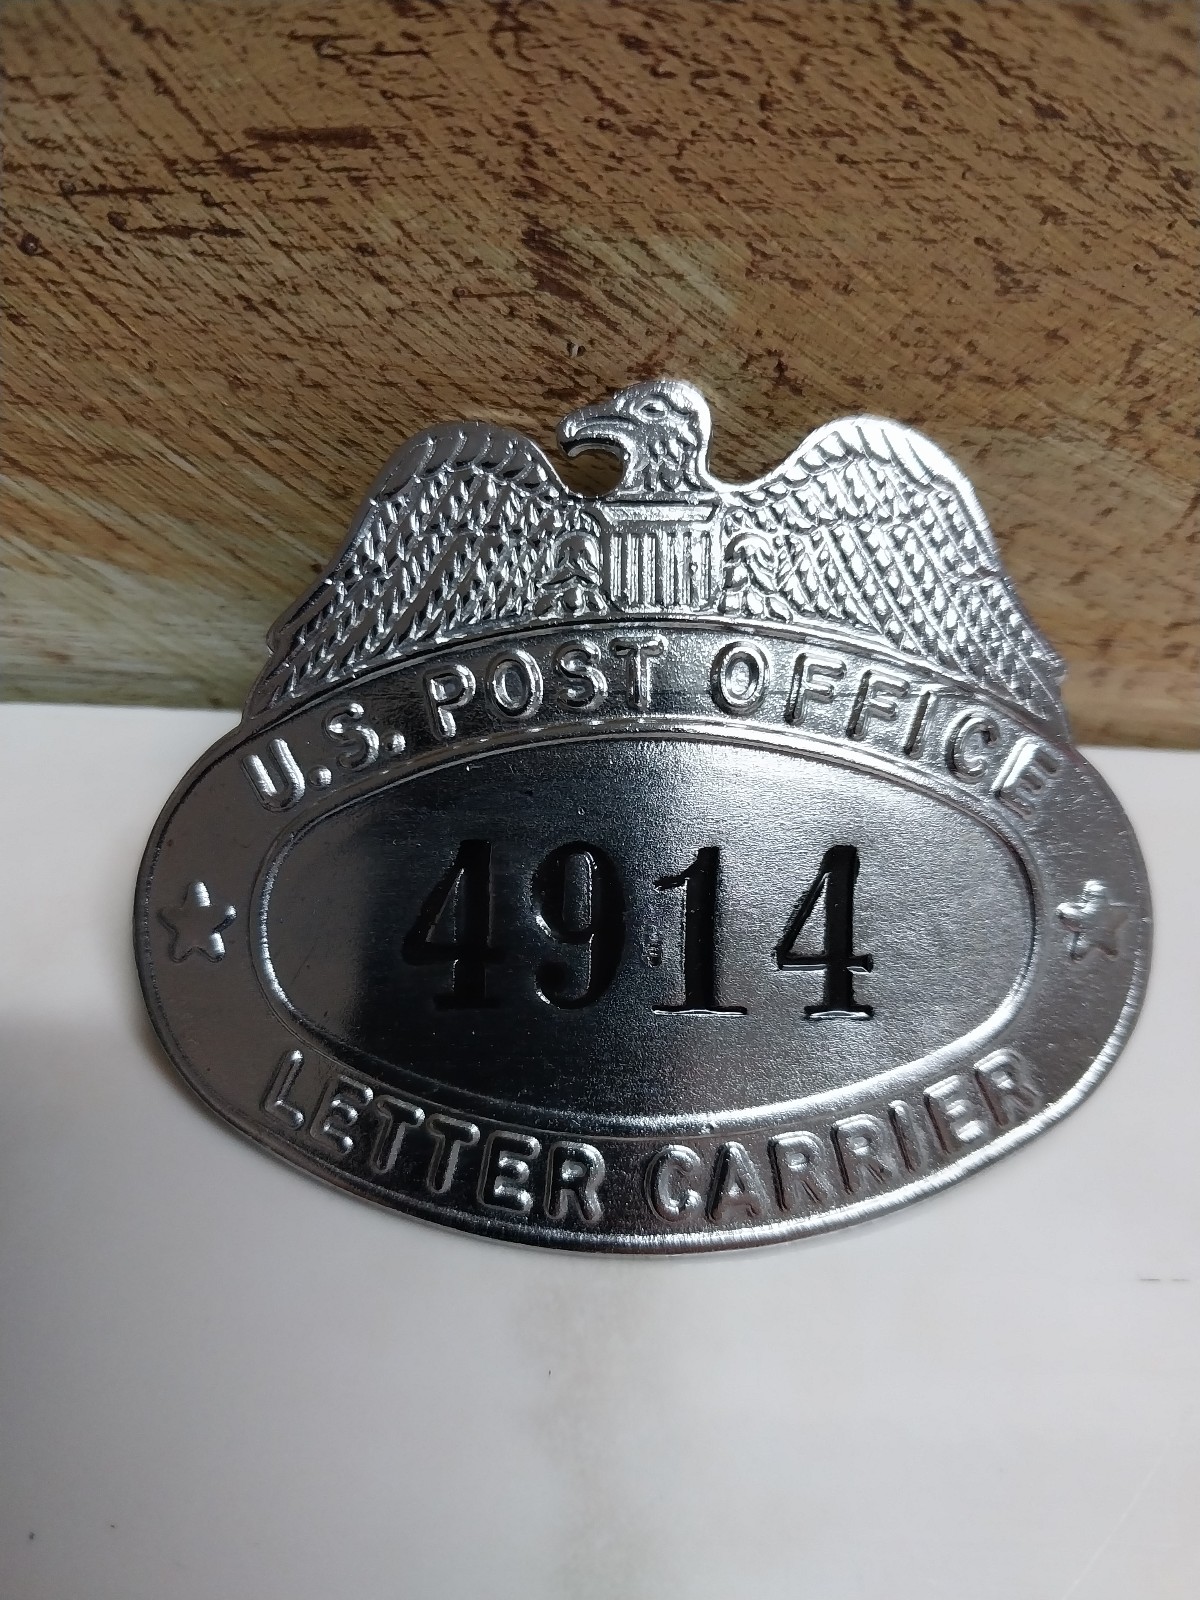 U.S. POST OFFICE
4914
LETTER CARRIER